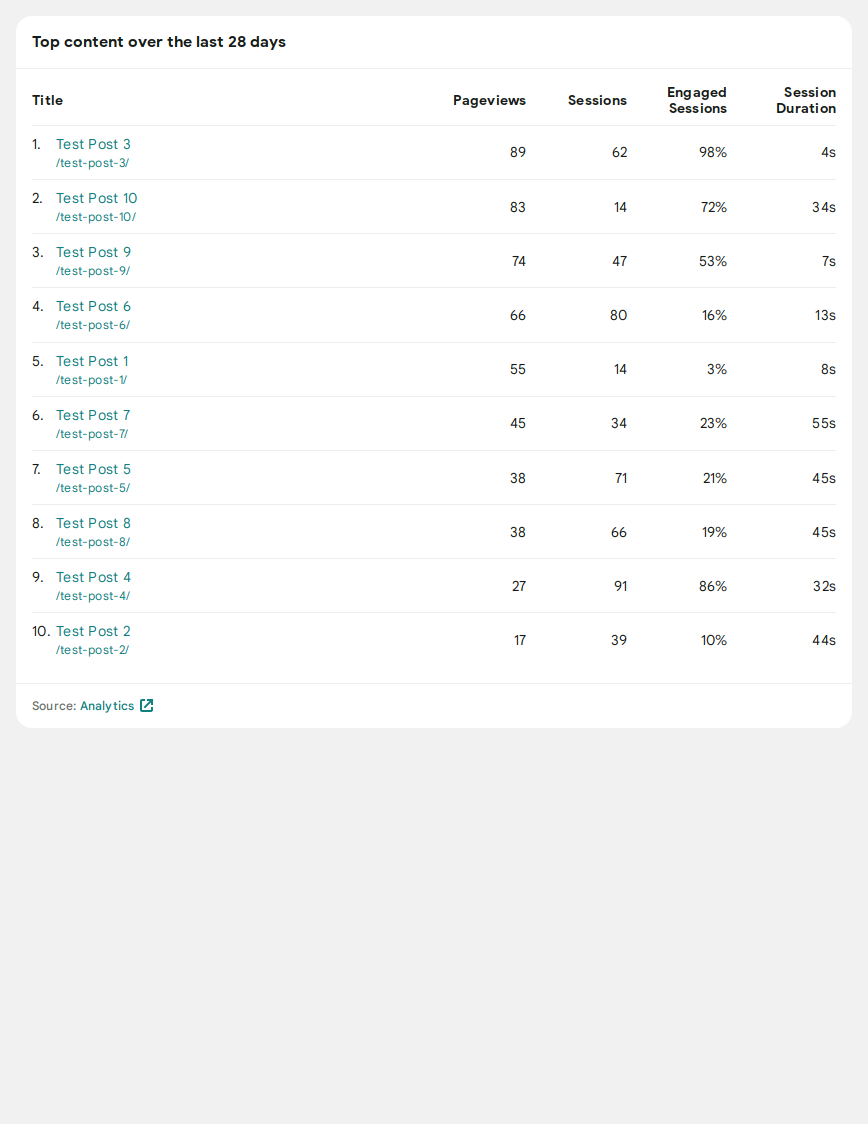 Top content over the last 28 days
Title Pageviews Sessions Engaged Sessions Session Duration
1. Test Post 3 89 62 98% 4s
/test-post-3/
2. Test Post 10 83 14 72% 34s
/test-post-10/
3. Test Post 9 74 47 53% 7s
/test-post-9/
4. Test Post 6 66 80 16% 13s
/test-post-6/
5. Test Post 1 55 14 3% 8s
/test-post-1/
6. Test Post 7 45 34 23% 55s
/test-post-7/
7. Test Post 5 38 71 21% 45s
/test-post-5/
8. Test Post 8 38 66 19% 45s
/test-post-8/
9. Test Post 4 27 91 86% 32s
/test-post-4/
10. Test Post 2 17 39 10% 44s
/test-post-2/
Source: Analytics